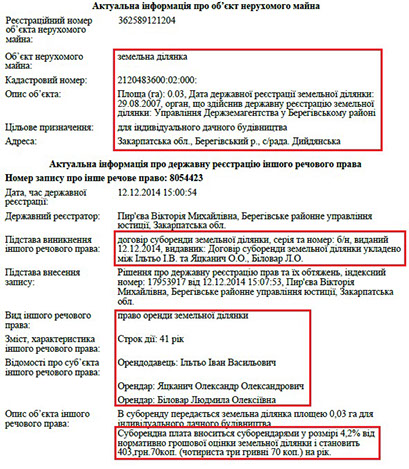 Актуальна інформація про об'єкт нерухомого майна
Реєстраційний номер
об'єкта нерухомого
майна:
362589121204
Об'єкт нерухомого
майна:
земельна ділянка
Кадастровий номер:
2120483600:02:000:
Опис об'єкта:
Площа (га): 0.03, Дата державної реєстрації земельної ділянки:
29.08.2007, орган, що здійснив державну реєстрацію земельної
ділянки: Управління Держземагентства у Берегівському районі
Цільове призначення:
для індивідуального дачного будівництва
Адреса:
Закарпатська обл., Берегівський р., с/рада. Дийдянська
Актуальна інформація про державну реєстрацію іншого речового права
Номер запису про інше речове право: 8054423
Дата, час державної
реєстрації:
12.12.2014 15:00:54
Державний реєстратор:
Пир'єва Вікторія Михайлівна, Берегівське районне управління
юстиції, Закарпатська обл.
Підстава виникнення
іншого речового права:
договір суборенди земельної ділянки, серія та номер: б/н, виданий
12.12.2014, видавник: Договір суборенди земельної ділянки укладено
між Ільтьо І.В. та Яцканич О.О., Біловар Л.О.
Підстава внесення
запису:
Рішення про державну реєстрацію прав та їх обтяжень, індексний
номер: 17953917 від 12.12.2014 15:07:53, Пир'єва Вікторія
Михайлівна, Берегівське районне управління юстиції, Закарпатська
обл.
Вид іншого речового
права:
право оренди земельної ділянки
Зміст, характеристика
іншого речового права:
Строк дії: 41 рік
Відомості про суб'єкта
іншого речового права:
Орендодавець: Ільтьо Іван Васильович
Орендар: Яцканич Олександр Олександрович
Орендар: Біловар Людмила Олексіївна
Опис об'єкта іншого
речового права:
В суборенду передається земельна ділянка площею 0,03 га для
індивідуального дачного будівництва
Суборендна плата вноситься суборендарями у розмірі 4,2% від
нормативно грошової оцінки земельної ділянки і становить
403,грн.70коп. (чотириста три гривні 70 коп.) на рік.